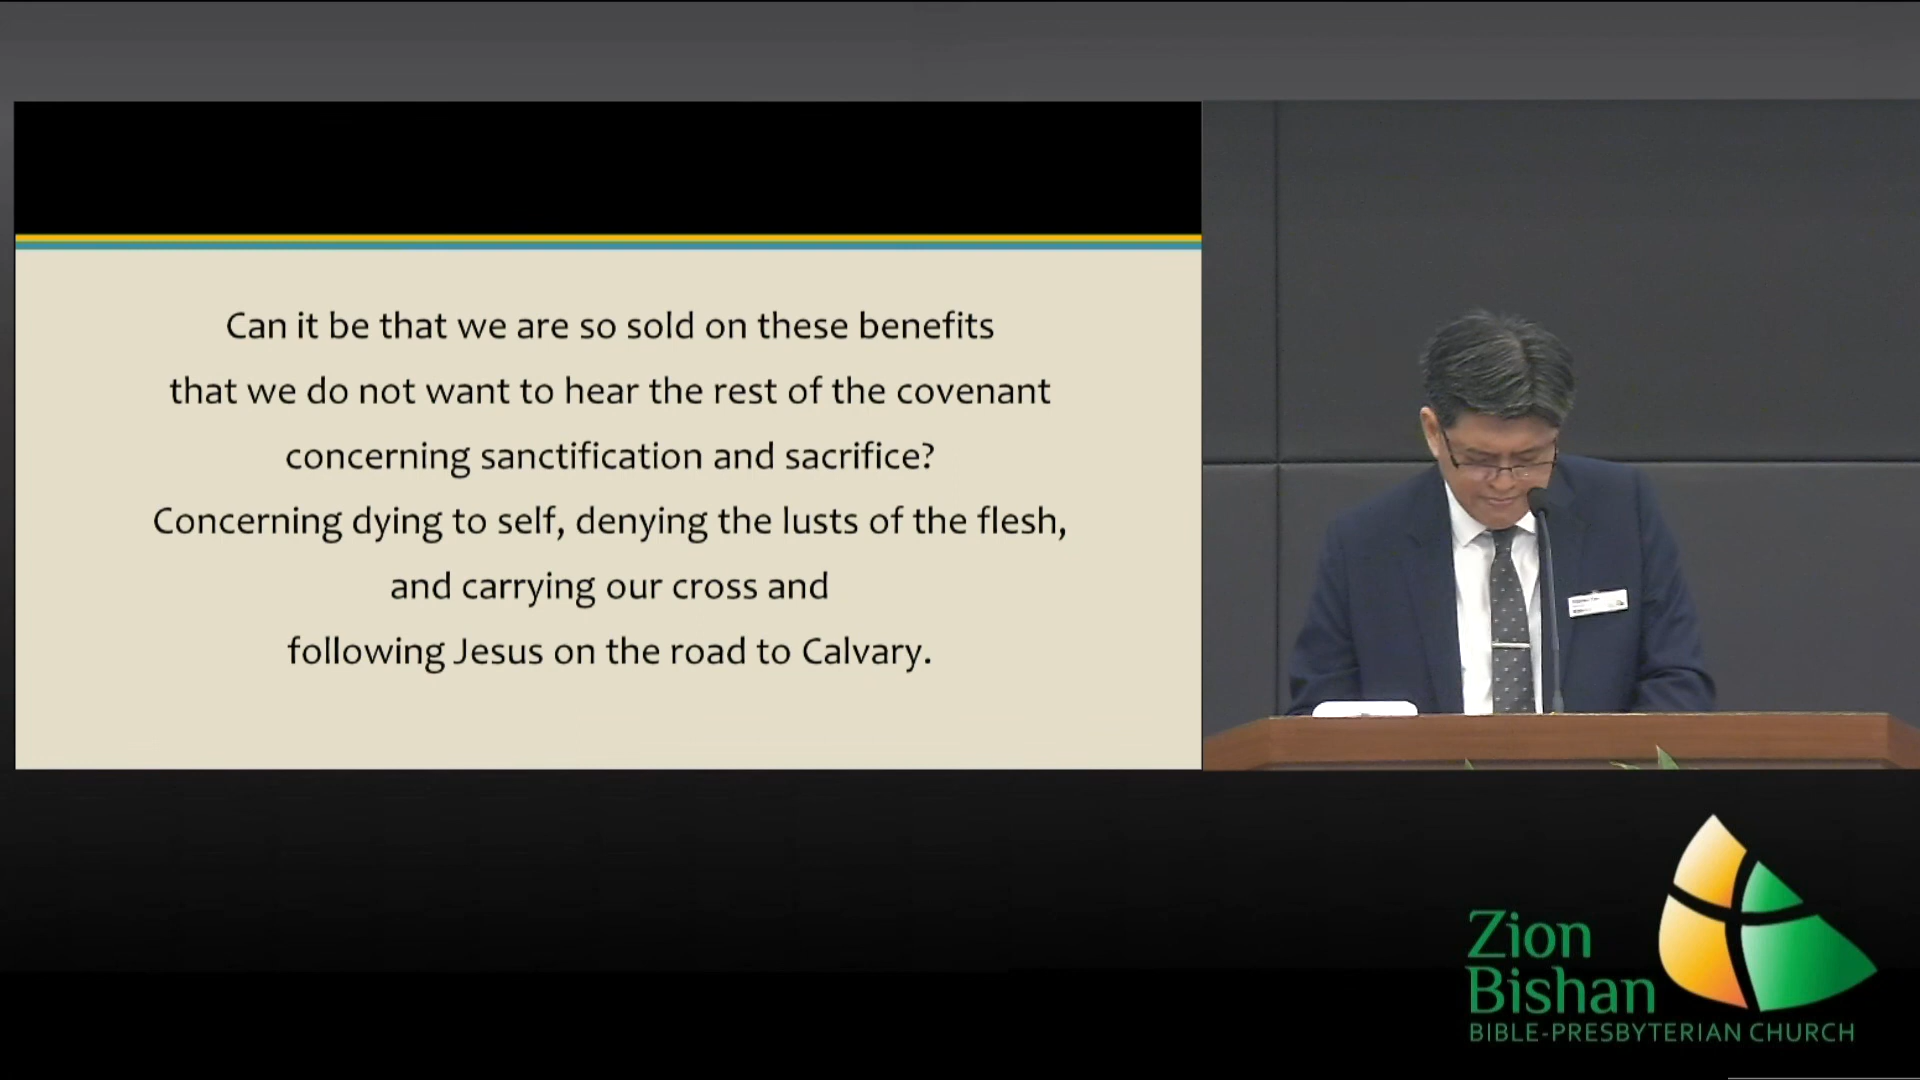 Can it be that we are so sold on these benefits
that we do not want to hear the rest of the covenant
concerning sanctification and sacrifice?
Concerning dying to self, denying the lusts of the flesh,
and carrying our cross and
following Jesus on the road to Calvary.
Zion
Bishan
BIBLE-PRESBYTERIAN CHURCH